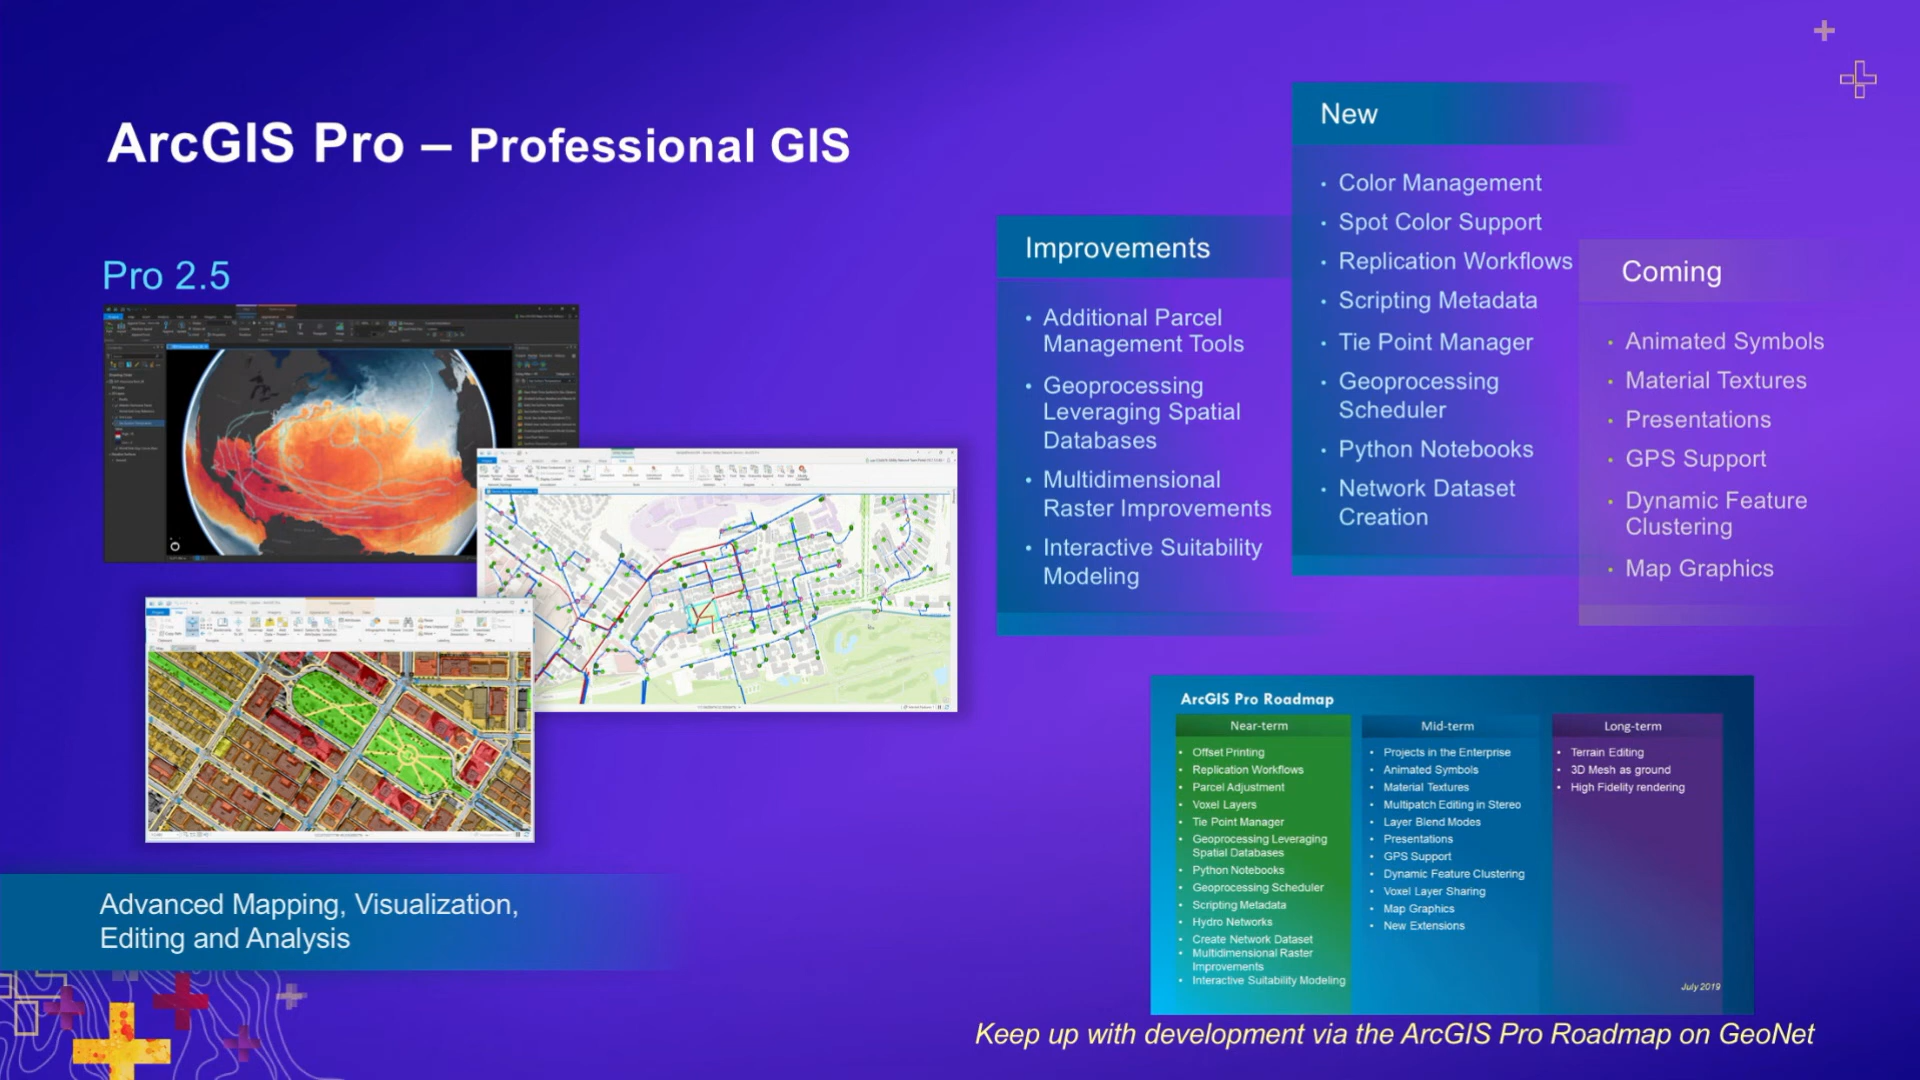 ArcGIS Pro – Professional GIS
Pro 2.5
Advanced Mapping, Visualization,
Editing and Analysis
Improvements
• Additional Parcel
Management Tools
• Geoprocessing
Leveraging Spatial
Databases
• Multidimensional
Raster Improvements
• Interactive Suitability
Modeling
New
• Color Management
• Spot Color Support
• Replication Workflows
• Scripting Metadata
• Tie Point Manager
• Geoprocessing
Scheduler
• Python Notebooks
• Network Dataset
Creation
Coming
• Animated Symbols
• Material Textures
• Presentations
• GPS Support
• Dynamic Feature
Clustering
• Map Graphics
ArcGIS Pro Roadmap
Near-term
• Offset Printing
• Replication Workflows
• Parcel Adjustment
• Voxel Layers
• Tie Point Manager
• Geoprocessing Leveraging
Spatial Databases
• Python Notebooks
• Geoprocessing Scheduler
• Scripting Metadata
• Hydro Networks
• Create Network Dataset
• Multidimensional Raster
Improvements
• Interactive Suitability Modeling
Mid-term
• Projects in the Enterprise
• Animated Symbols
• Material Textures
• Multipatch Editing in Stereo
• Layer Blend Modes
• Presentations
• GPS Support
• Dynamic Feature Clustering
• Voxel Layer Sharing
• Map Graphics
• New Extensions
Long-term
• Terrain Editing
• 3D Mesh as ground
• High Fidelity rendering
July 2019
Keep up with development via the ArcGIS Pro Roadmap on GeoNet